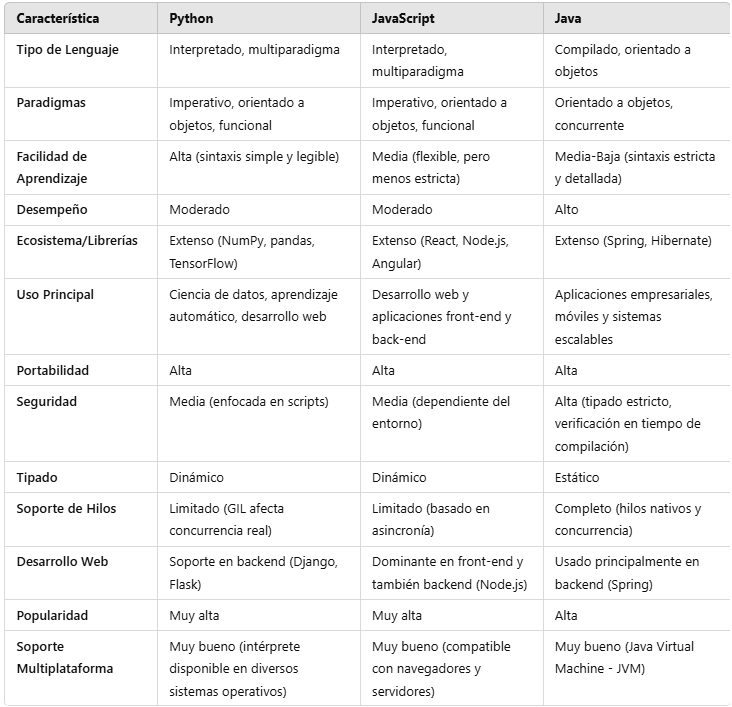 Característica Python JavaScript Java
Tipo de Lenguaje Interpretado, multiparadigma Interpretado, Compilado, orientado a
multiparadigma objetos
Paradigmas Imperativo, orientado a Imperativo, orientado a Orientado a objetos,
objetos, funcional objetos, funcional concurrente
Facilidad de Alta (sintaxis simple y legible) Media (flexible, pero Media-Baja (sintaxis estricta
Aprendizaje menos estricta) y detallada)
Desempeño Moderado Moderado Alto
Ecosistema/Librerías Extenso (NumPy, pandas, Extenso (React, Node.js, Extenso (Spring, Hibernate)
TensorFlow) Angular)
Uso Principal Ciencia de datos, aprendizaje Desarrollo web y Aplicaciones empresariales,
automático, desarrollo web aplicaciones front-end y móviles y sistemas
back-end escalables
Portabilidad Alta Alta Alta
Seguridad Media (enfocada en scripts) Media (dependiente del Alta (tipado estricto,
entorno) verificación en tiempo de
compilación)
Tipado Dinámico Dinámico Estático
Soporte de Hilos Limitado (GIL afecta Limitado (basado en Completo (hilos nativos y
concurrencia real) asincronía) concurrencia)
Desarrollo Web Soporte en backend (Django, Dominante en front-end y Usado principalmente en
Flask) también backend (Node.js) backend (Spring)
Popularidad Muy alta Muy alta Alta
Soporte Muy bueno (intérprete Muy bueno (compatible Muy bueno (Java Virtual
Multiplataforma disponible en diversos con navegadores y Machine - JVM)
sistemas operativos) servidores)